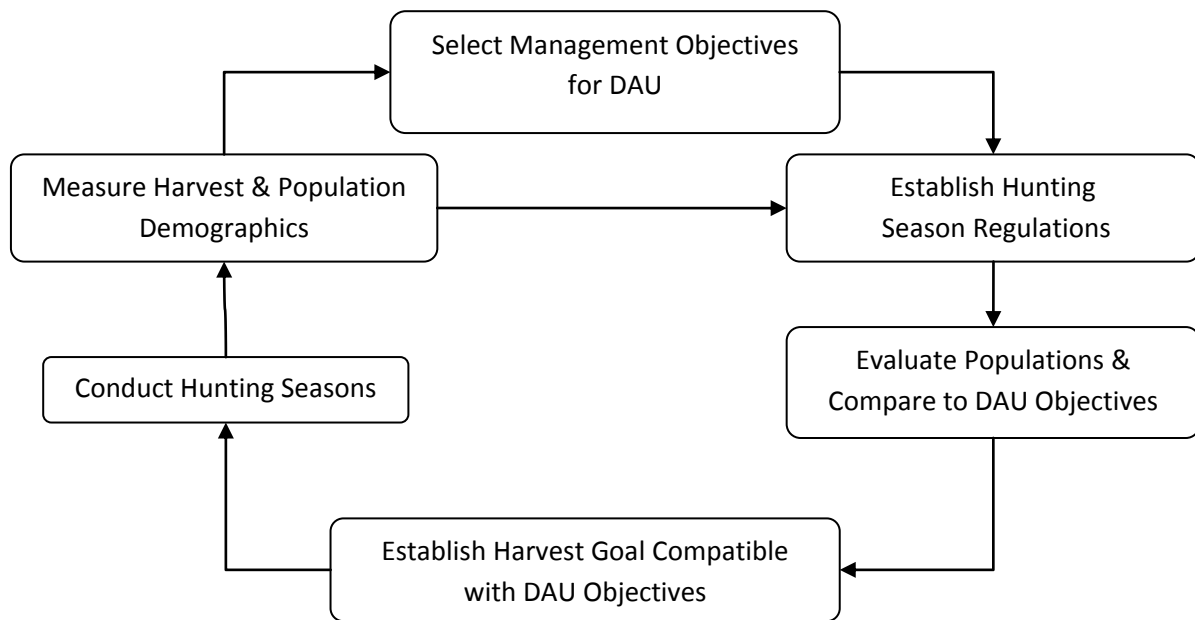 Select Management Objectives
for DAU
Measure Harvest & Population
Demographics
Establish Hunting
Season Regulations
Conduct Hunting Seasons
Evaluate Populations &
Compare to DAU Objectives
Establish Harvest Goal Compatible
with DAU Objectives